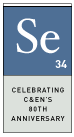 Se
34
CELEBRATING
C&EN'S
80TH
ANNIVERSARY